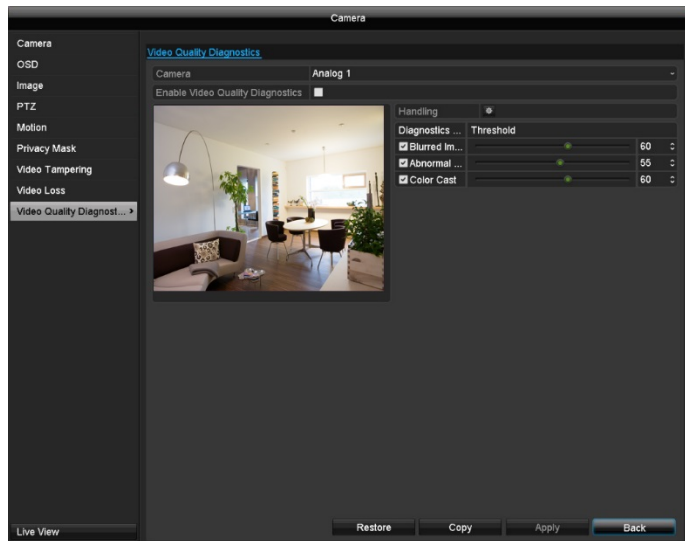 Camera
Camera
OSD
Image
PTZ
Motion
Privacy Mask
Video Tampering
Video Loss
Video Quality Diagnost... >
Live View
Video Quality Diagnostics
Camera Analog 1
Enable Video Quality Diagnostics
Handling
Diagnostics ... Threshold
Blurred Im... 60
Abnormal ... 55
Color Cast 60
Restore Copy Apply Back